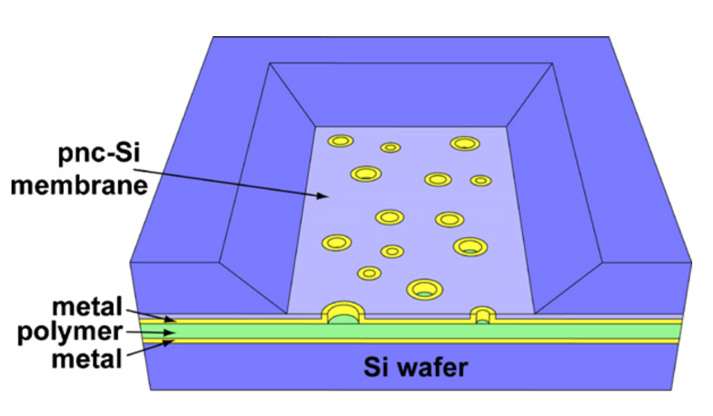 pnc-Si
membrane
metal
polymer
metal
Si wafer